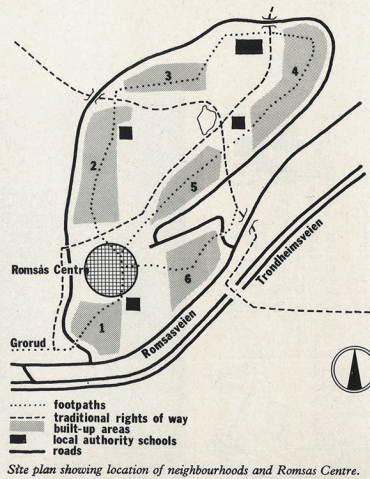 3
4
2
5
Romsås Centre
6
1
Grorud
Romsasveien
Trondheimsveien
footpaths
traditional rights of way
built-up areas
local authority schools
roads
Site plan showing location of neighbourhoods and Romsas Centre.